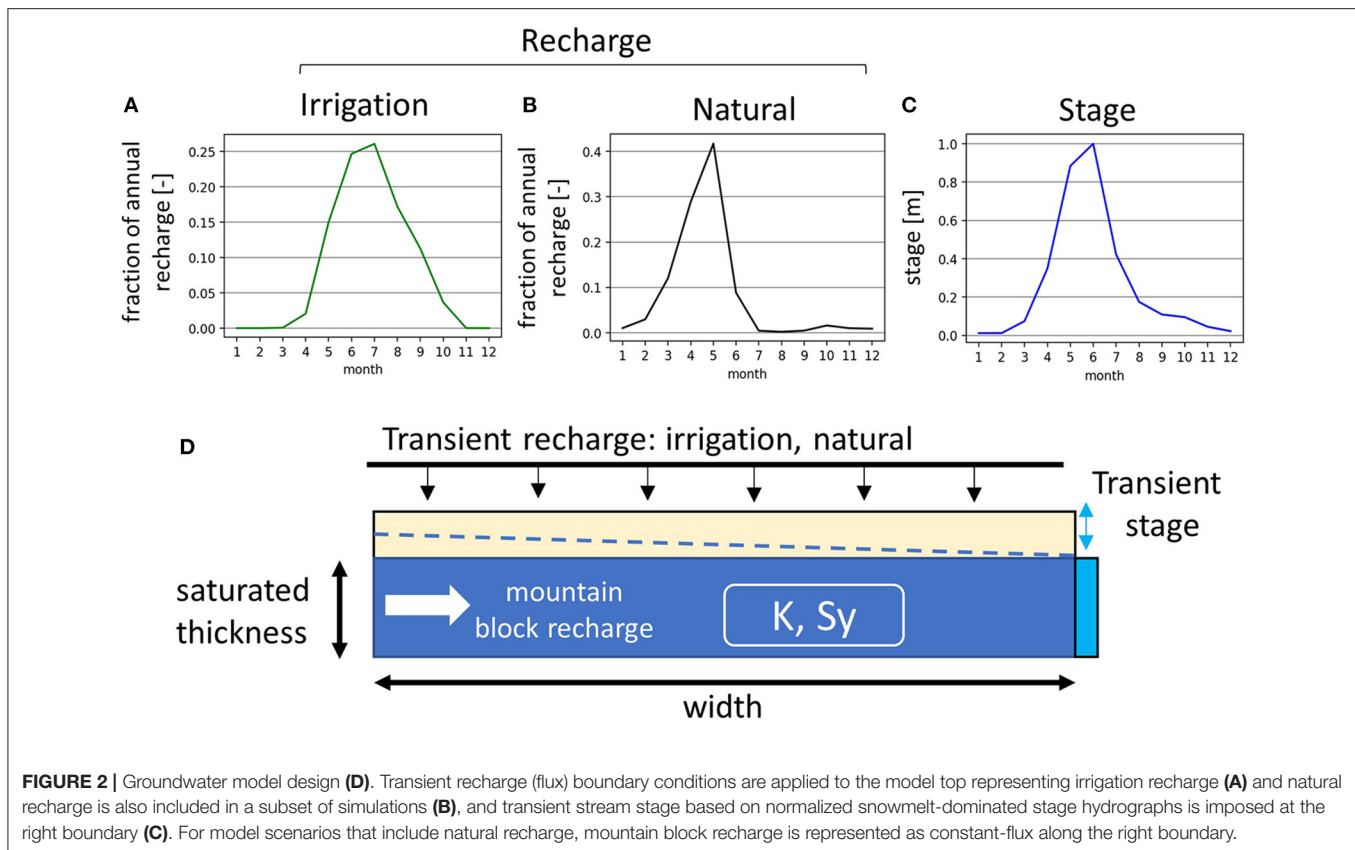 Recharge
A
Irrigation
fraction of annual
recharge [-]
0.25
0.20
0.15
0.10
0.05
0.00
1 2 3 4 5 6 7 8 9 10 11 12
month
B
Natural
fraction of annual
recharge [-]
0.4
0.3
0.2
0.1
0.0
1 2 3 4 5 6 7 8 9 10 11 12
month
C
Stage
stage [m]
1.0
0.8
0.6
0.4
0.2
0.0
1 2 3 4 5 6 7 8 9 10 11 12
month
D
Transient recharge: irrigation, natural
Transient
stage
saturated
thickness
mountain
block recharge
K, Sy
width
FIGURE 2 | Groundwater model design (D). Transient recharge (flux) boundary conditions are applied to the model top representing irrigation recharge (A) and natural
recharge is also included in a subset of simulations (B), and transient stream stage based on normalized snowmelt-dominated stage hydrographs is imposed at the
right boundary (C). For model scenarios that include natural recharge, mountain block recharge is represented as constant-flux along the right boundary.